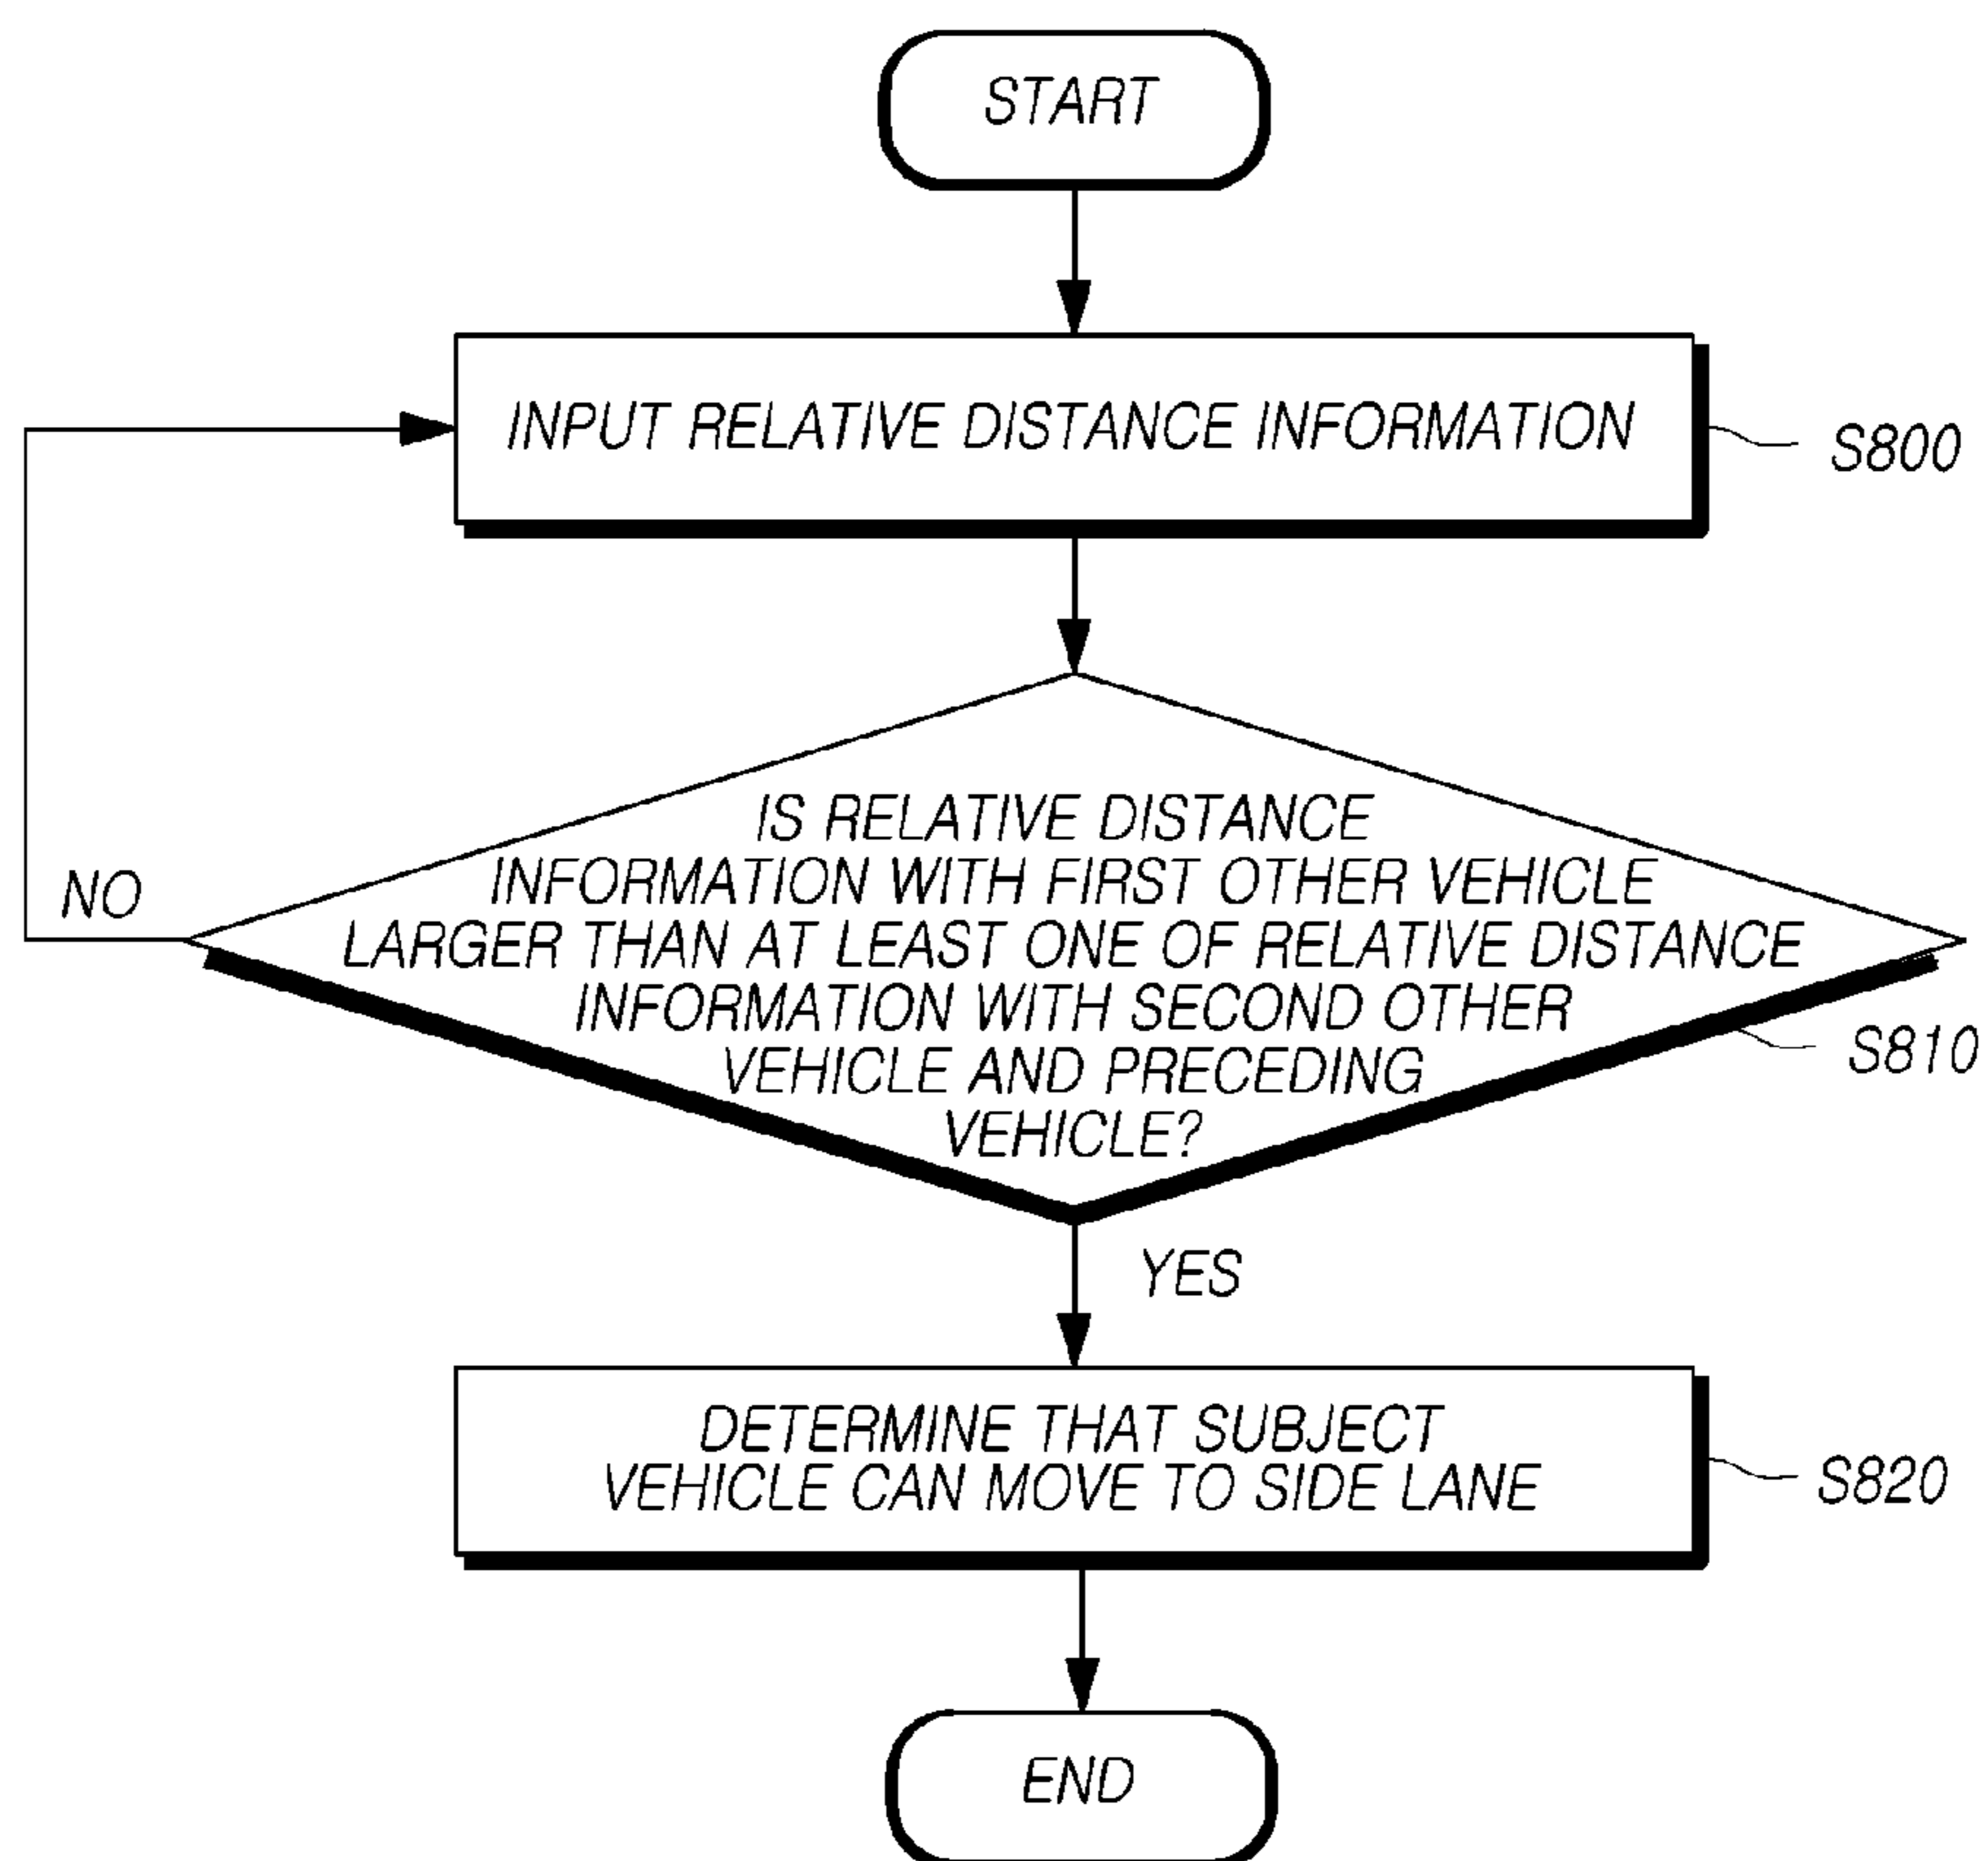 START
INPUT RELATIVE DISTANCE INFORMATION
S800
IS RELATIVE DISTANCE
INFORMATION WITH FIRST OTHER VEHICLE
LARGER THAN AT LEAST ONE OF RELATIVE DISTANCE
INFORMATION WITH SECOND OTHER
VEHICLE AND PRECEDING
VEHICLE?
NO
S810
YES
DETERMINE THAT SUBJECT
VEHICLE CAN MOVE TO SIDE LANE
S820
END